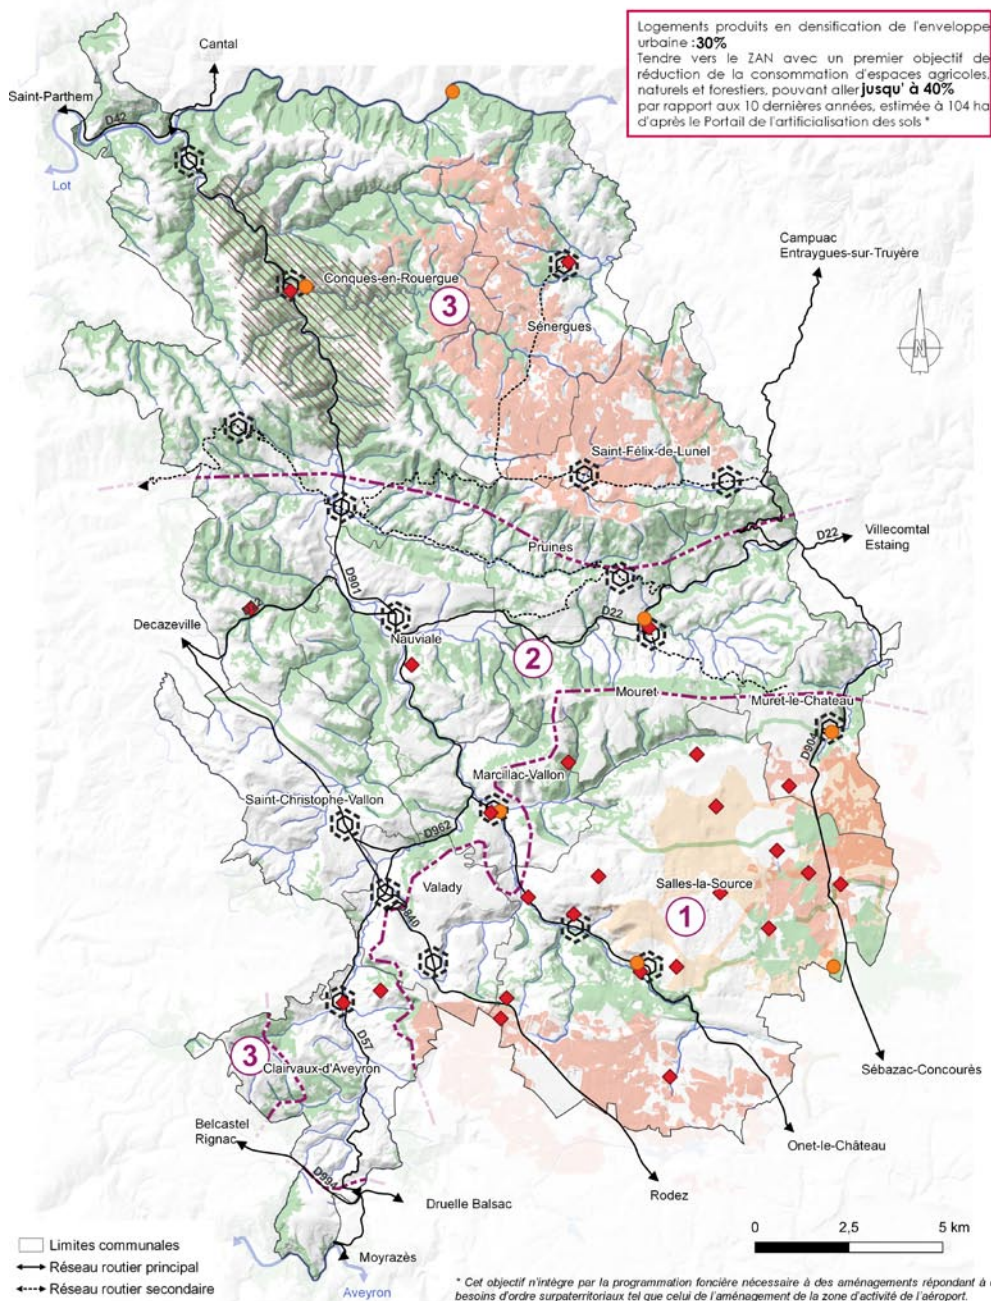 Logements produits en densification de l'enveloppe
urbaine : 30%
Tendre vers le ZAN avec un premier objectif de
réduction de la consommation d'espaces agricoles,
naturels et forestiers, pouvant aller jusqu' à 40%
par rapport aux 10 dernières années, estimée à 104 ha
d'après le Portail de l'artificialisation des sols *
Cantal
Saint-Parthem
D42
Lot
Campuac
Entraygues-sur-Truyère
Conques-en-Rouergue
3
Sénergues
N
Saint-Félix-de-Lunel
Villecomtal
Estaing
D22
Pruines
D901
D22
Decazeville
Nauviale
2
Mouret
Muret-le-Chateau
D904
Marcillac-Vallon
Saint-Christophe-Vallon
D962
Valady
840
Salles-la-Source
1
D57
3
Clairvaux-d'Aveyron
Sébazac-Concourès
Belcastel
Rignac
Onet-le-Château
D994
Druelle Balsac
Rodez
Moyrazès
Aveyron
0 2,5 5 km
Limites communales
Réseau routier principal
Réseau routier secondaire
* Cet objectif n'intègre par la programmation foncière nécessaire à des aménagements répondant à
besoins d'ordre surpaterritoriaux tel que celui de l'aménagement de la zone d'activité de l'aéroport.